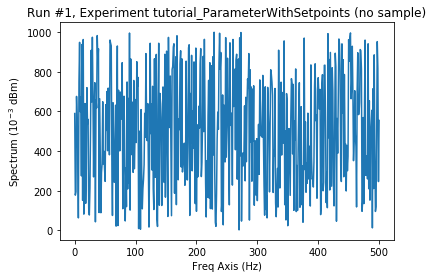 Run #1, Experiment tutorial_ParameterWithSetpoints (no sample)
1000
800
600
400
200
0
Spectrum (10⁻³ dBm)
0 100 200 300 400 500
Freq Axis (Hz)